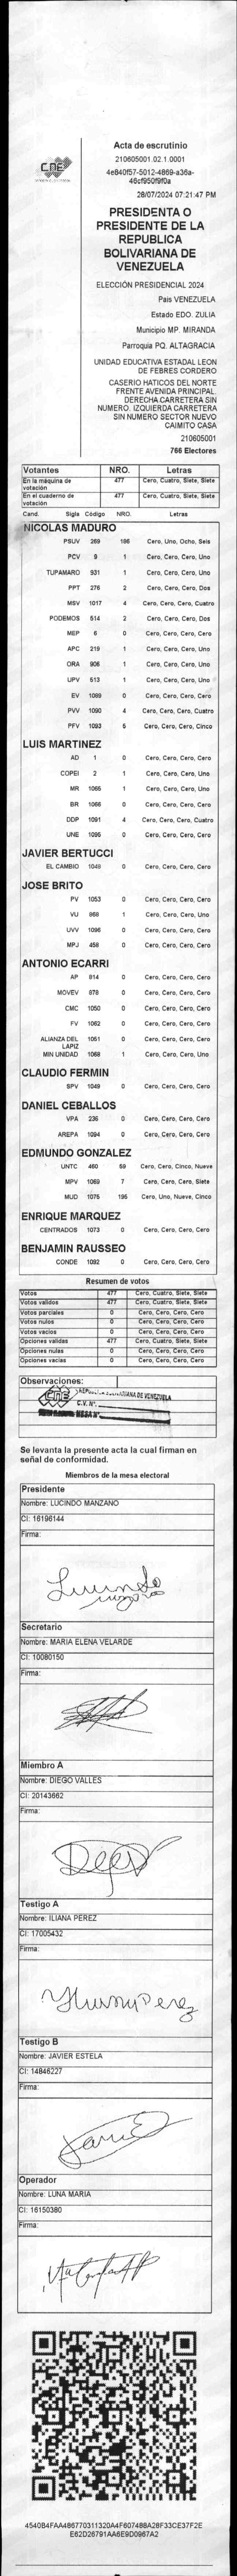 CNE
Acta de escrutinio
210605001.02.1.0001
4e840f57-5012-4869-a36a-
46cf950f9f0a
28/07/2024 07:21:47 PM
PRESIDENTA O
PRESIDENTE DE LA
REPUBLICA
BOLIVARIANA DE
VENEZUELA
ELECCIÓN PRESIDENCIAL 2024
Pais VENEZUELA
Estado EDO. ZULIA
Municipio MP. MIRANDA
Parroquia PQ. ALTAGRACIA
UNIDAD EDUCATIVA ESTADAL LEON
DE FEBRES CORDERO
CASERIO HATICOS DEL NORTE
FRENTE AVENIDA PRINCIPAL.
DERECHA CARRETERA SIN
NUMERO. IZQUIERDA CARRETERA
SIN NUMERO SECTOR NUEVO
CAIMITO CASA
210605001
766 Electores
Votantes NRO. Letras
En la máquina de votación 477 Cero, Cuatro, Siete, Siete
En el cuaderno de votación 477 Cero, Cuatro, Siete, Siete
Cand. Sigla Código NRO. Letras
NICOLAS MADURO
PSUV 269 186 Cero, Uno, Ocho, Seis
PCV 9 1 Cero, Cero, Cero, Uno
TUPAMARO 931 1 Cero, Cero, Cero, Uno
PPT 276 2 Cero, Cero, Cero, Dos
MSV 1017 4 Cero, Cero, Cero, Cuatro
PODEMOS 514 2 Cero, Cero, Cero, Dos
MEP 6 0 Cero, Cero, Cero, Cero
APC 219 1 Cero, Cero, Cero, Uno
ORA 906 1 Cero, Cero, Cero, Uno
UPV 513 1 Cero, Cero, Cero, Uno
EV 1089 0 Cero, Cero, Cero, Cero
PVV 1090 4 Cero, Cero, Cero, Cuatro
PFV 1093 5 Cero, Cero, Cero, Cinco
LUIS MARTINEZ
AD 1 0 Cero, Cero, Cero, Cero
COPEI 2 1 Cero, Cero, Cero, Uno
MR 1065 1 Cero, Cero, Cero, Uno
BR 1066 0 Cero, Cero, Cero, Cero
DDP 1091 4 Cero, Cero, Cero, Cuatro
UNE 1095 0 Cero, Cero, Cero, Cero
JAVIER BERTUCCI
EL CAMBIO 1048 0 Cero, Cero, Cero, Cero
JOSE BRITO
PV 1053 0 Cero, Cero, Cero, Cero
VU 868 1 Cero, Cero, Cero, Uno
UVV 1096 0 Cero, Cero, Cero, Cero
MPJ 458 0 Cero, Cero, Cero, Cero
ANTONIO ECARRI
AP 814 0 Cero, Cero, Cero, Cero
MOVEV 978 0 Cero, Cero, Cero, Cero
CMC 1050 0 Cero, Cero, Cero, Cero
FV 1062 0 Cero, Cero, Cero, Cero
ALIANZA DEL LAPIZ 1051 0 Cero, Cero, Cero, Cero
MIN UNIDAD 1068 1 Cero, Cero, Cero, Uno
CLAUDIO FERMIN
SPV 1049 0 Cero, Cero, Cero, Cero
DANIEL CEBALLOS
VPA 236 0 Cero, Cero, Cero, Cero
AREPA 1094 0 Cero, Cero, Cero, Cero
EDMUNDO GONZALEZ
UNTC 460 59 Cero, Cero, Cinco, Nueve
MPV 1069 7 Cero, Cero, Cero, Siete
MUD 1075 195 Cero, Uno, Nueve, Cinco
ENRIQUE MARQUEZ
CENTRADOS 1073 0 Cero, Cero, Cero, Cero
BENJAMIN RAUSSEO
CONDE 1092 0 Cero, Cero, Cero, Cero
Resumen de votos
Votos 477 Cero, Cuatro, Siete, Siete
Votos validos 477 Cero, Cuatro, Siete, Siete
Votos parciales 0 Cero, Cero, Cero, Cero
Votos nulos 0 Cero, Cero, Cero, Cero
Votos vacios 0 Cero, Cero, Cero, Cero
Opciones validas 477 Cero, Cuatro, Siete, Siete
Opciones nulas 0 Cero, Cero, Cero, Cero
Opciones vacias 0 Cero, Cero, Cero, Cero
Observaciones:
CNE
DE VENEZUELA
C.V. Nº.
MESA Nº
Se levanta la presente acta la cual firman en
señal de conformidad.
Miembros de la mesa electoral
Presidente
Nombre: LUCINDO MANZANO
CI: 16196144
Firma:
Secretario
Nombre: MARIA ELENA VELARDE
CI: 10080150
Firma:
Miembro A
Nombre: DIEGO VALLES
CI: 20143662
Firma:
Testigo A
Nombre: ILIANA PEREZ
CI: 17005432
Firma:
Testigo B
Nombre: JAVIER ESTELA
CI: 14846227
Firma:
Operador
Nombre: LUNA MARIA
CI: 16150380
Firma:
4540B4FAA486770311320A4F607488A28F33CE37F2E
E62D26791AA6E9D0987A2